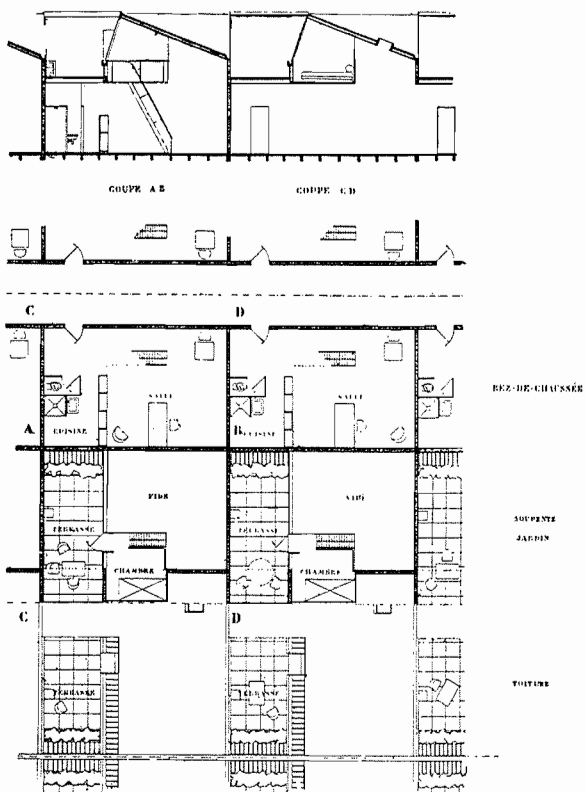 COUPE A B
COUPE C D
C
D
REZ-DE-CHAUSSÉE
SALLE
SALLE
A
CUISINE
B
CUISINE
VIDE
VIDE
TERRASSE
TERRASSE
SOUPENTE
JARDIN
CHAMBRE
CHAMBRE
C
D
TERRASSE
TERRASSE
TOITURE